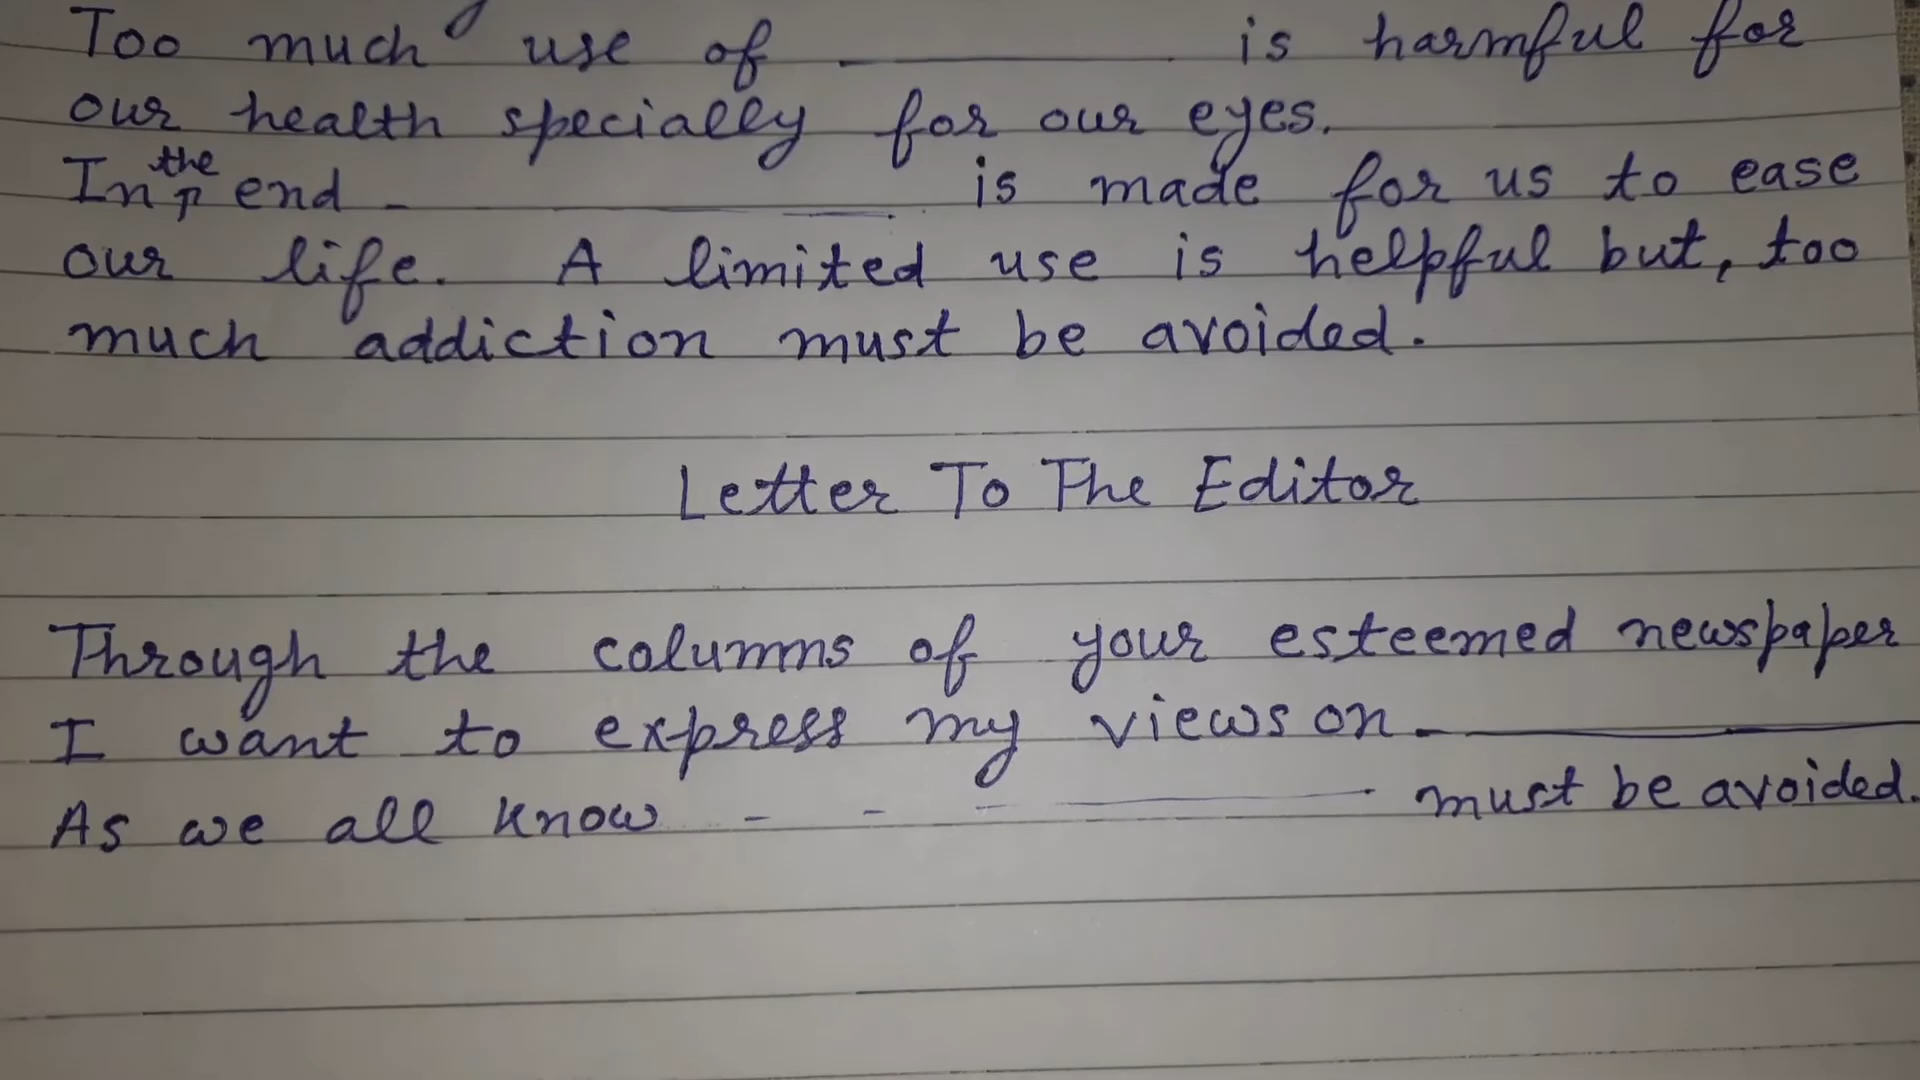 Too much use of - ________ is harmful for
our health specially for our eyes.
In the end - ________ is made for us to ease
our life. A limited use is helpful but, too
much addiction must be avoided.
Letter To The Editor
Through the columns of your esteemed newspaper
I want to express my views on - ________
As we all know - - - ________ must be avoided.